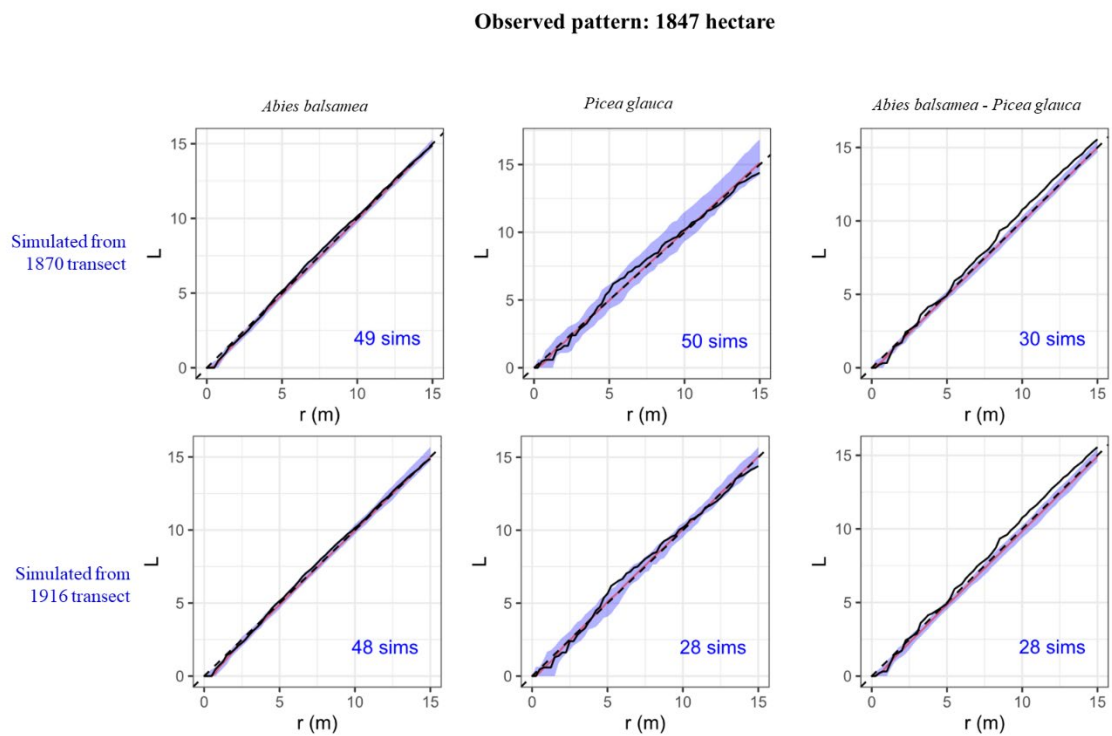 Observed pattern: 1847 hectare
Abies balsamea
Picea glauca
Abies balsamea - Picea glauca
Simulated from
1870 transect
L
15
10
5
0
49 sims
0 5 10 15
r (m)
L
15
10
5
0
50 sims
0 5 10 15
r (m)
L
15
10
5
0
30 sims
0 5 10 15
r (m)
Simulated from
1916 transect
L
15
10
5
0
48 sims
0 5 10 15
r (m)
L
15
10
5
0
28 sims
0 5 10 15
r (m)
L
15
10
5
0
28 sims
0 5 10 15
r (m)